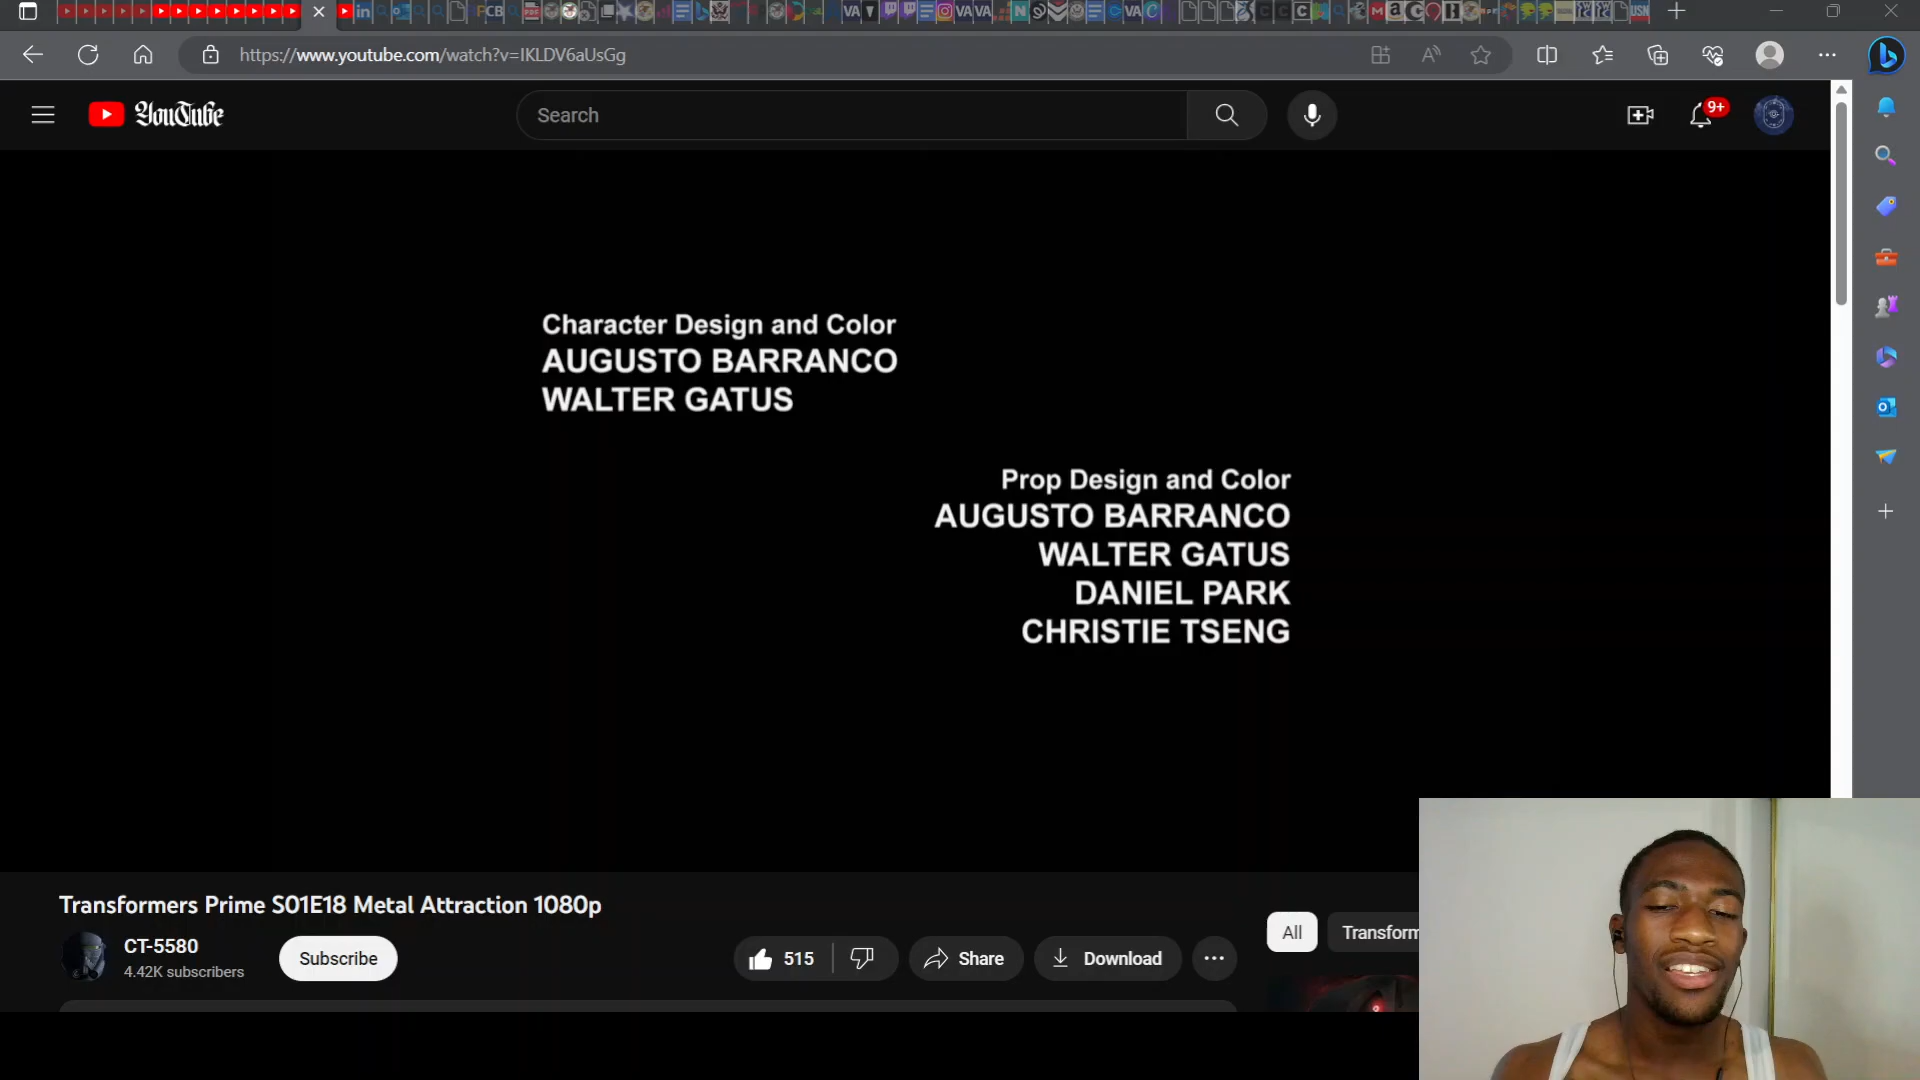 https://www.youtube.com/watch?v=IKLDV6aUsGg
YouTube
Search
9+
Character Design and Color
AUGUSTO BARRANCO
WALTER GATUS
Prop Design and Color
AUGUSTO BARRANCO
WALTER GATUS
DANIEL PARK
CHRISTIE TSENG
Transformers Prime S01E18 Metal Attraction 1080p
CT-5580
4.42K subscribers
Subscribe
515
Share
Download
All
Transform